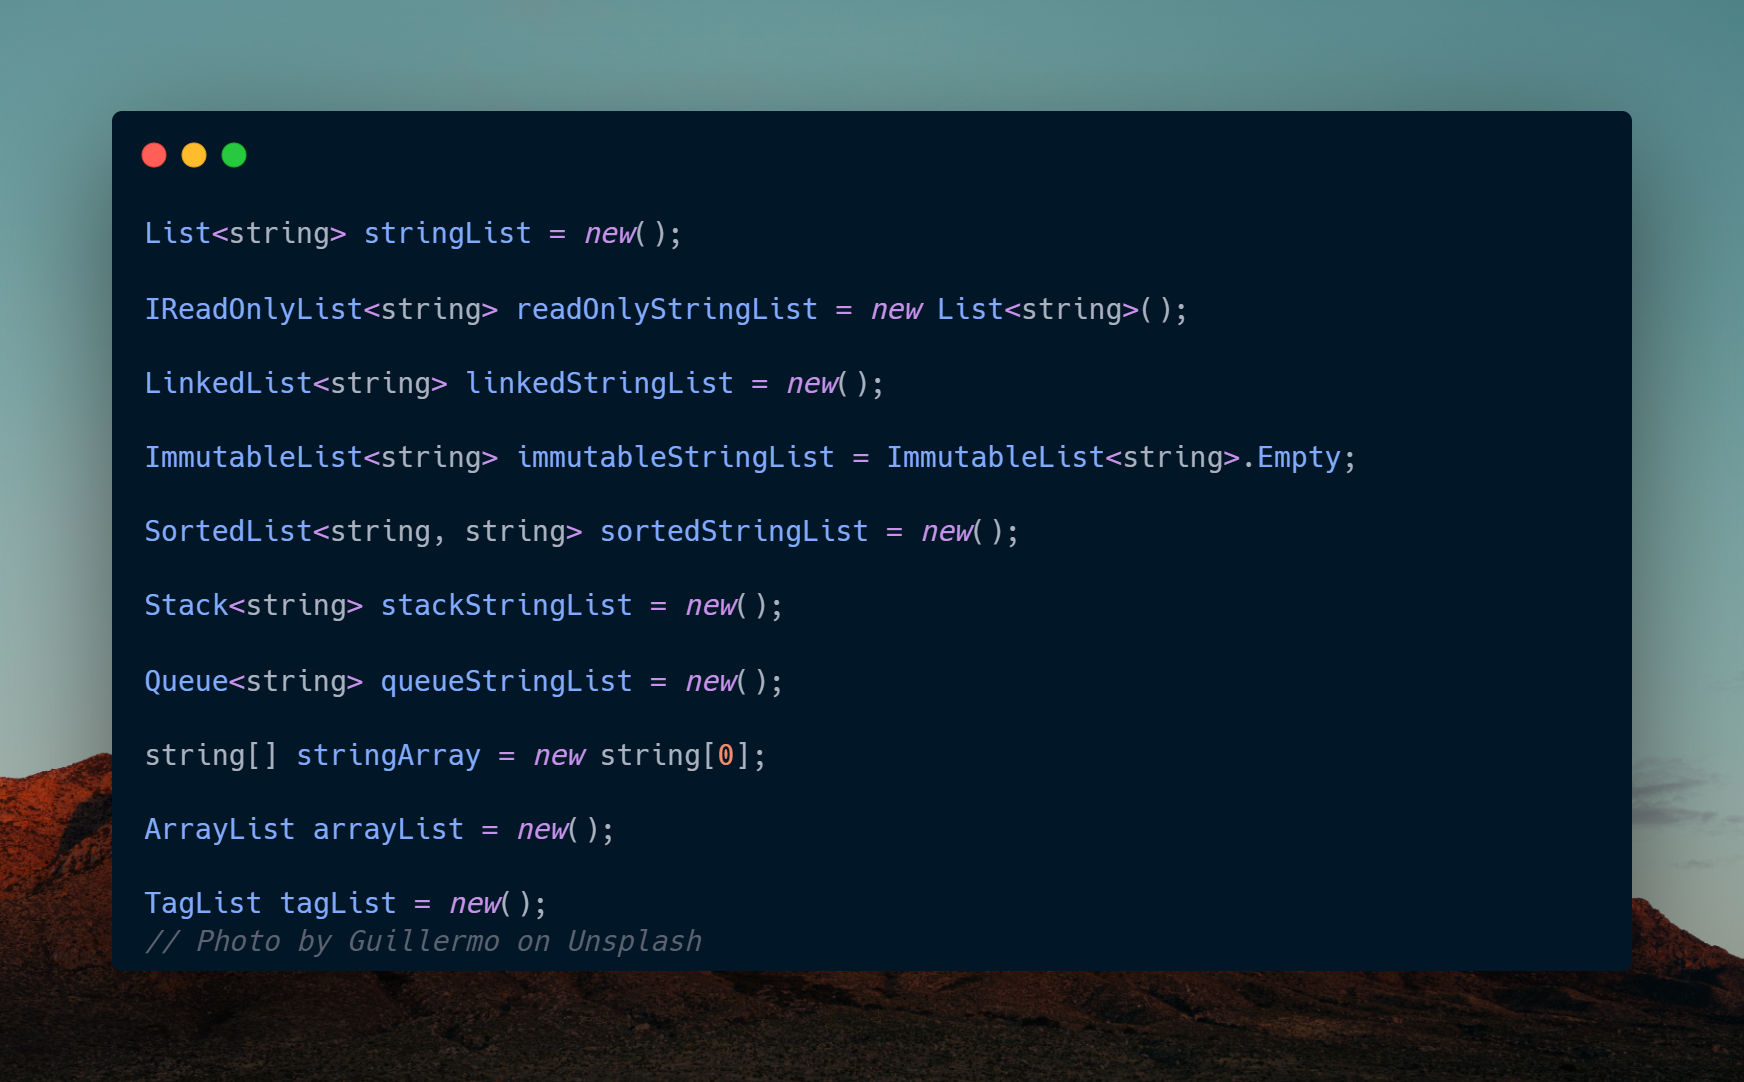 List<string> stringList = new();
IReadOnlyList<string> readOnlyStringList = new List<string>();
LinkedList<string> linkedStringList = new();
ImmutableList<string> immutableStringList = ImmutableList<string>.Empty;
SortedList<string, string> sortedStringList = new();
Stack<string> stackStringList = new();
Queue<string> queueStringList = new();
string[] stringArray = new string[0];
ArrayList arrayList = new();
TagList tagList = new();
// Photo by Guillermo on Unsplash